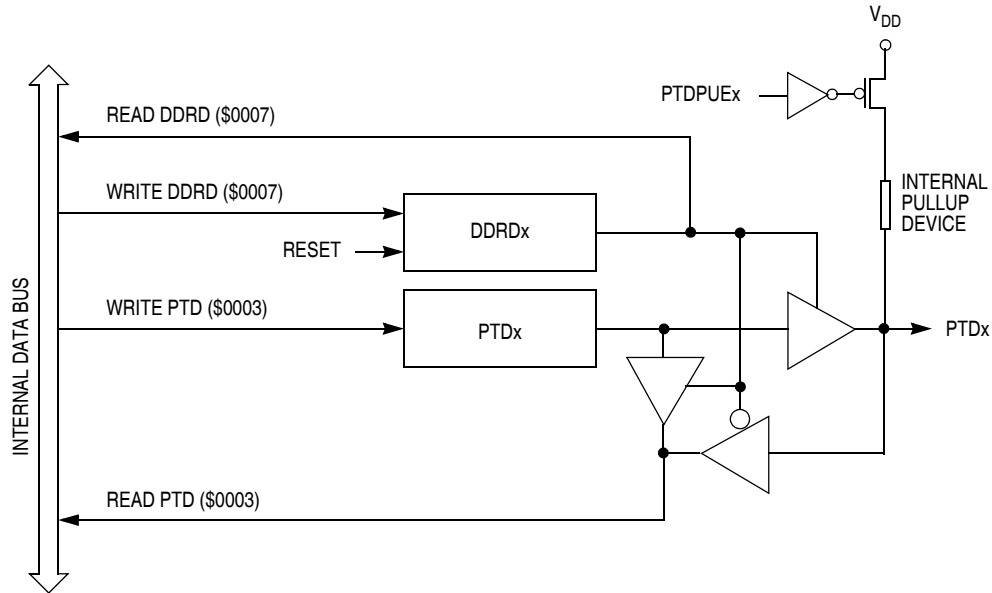 VDD
PTDPUEx
READ DDRD ($0007)
WRITE DDRD ($0007)
INTERNAL
PULLUP
DEVICE
DDRDx
RESET
WRITE PTD ($0003)
PTDx
PTDx
INTERNAL DATA BUS
READ PTD ($0003)